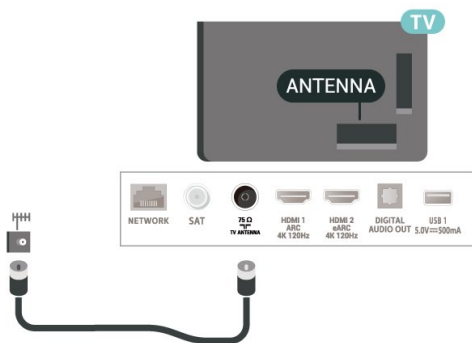 TV
ANTENNA
NETWORK
SAT
75 Ω
TV ANTENNA
HDMI 1
ARC
4K 120Hz
HDMI 2
eARC
4K 120Hz
DIGITAL
AUDIO OUT
USB 1
5.0V⎓500mA